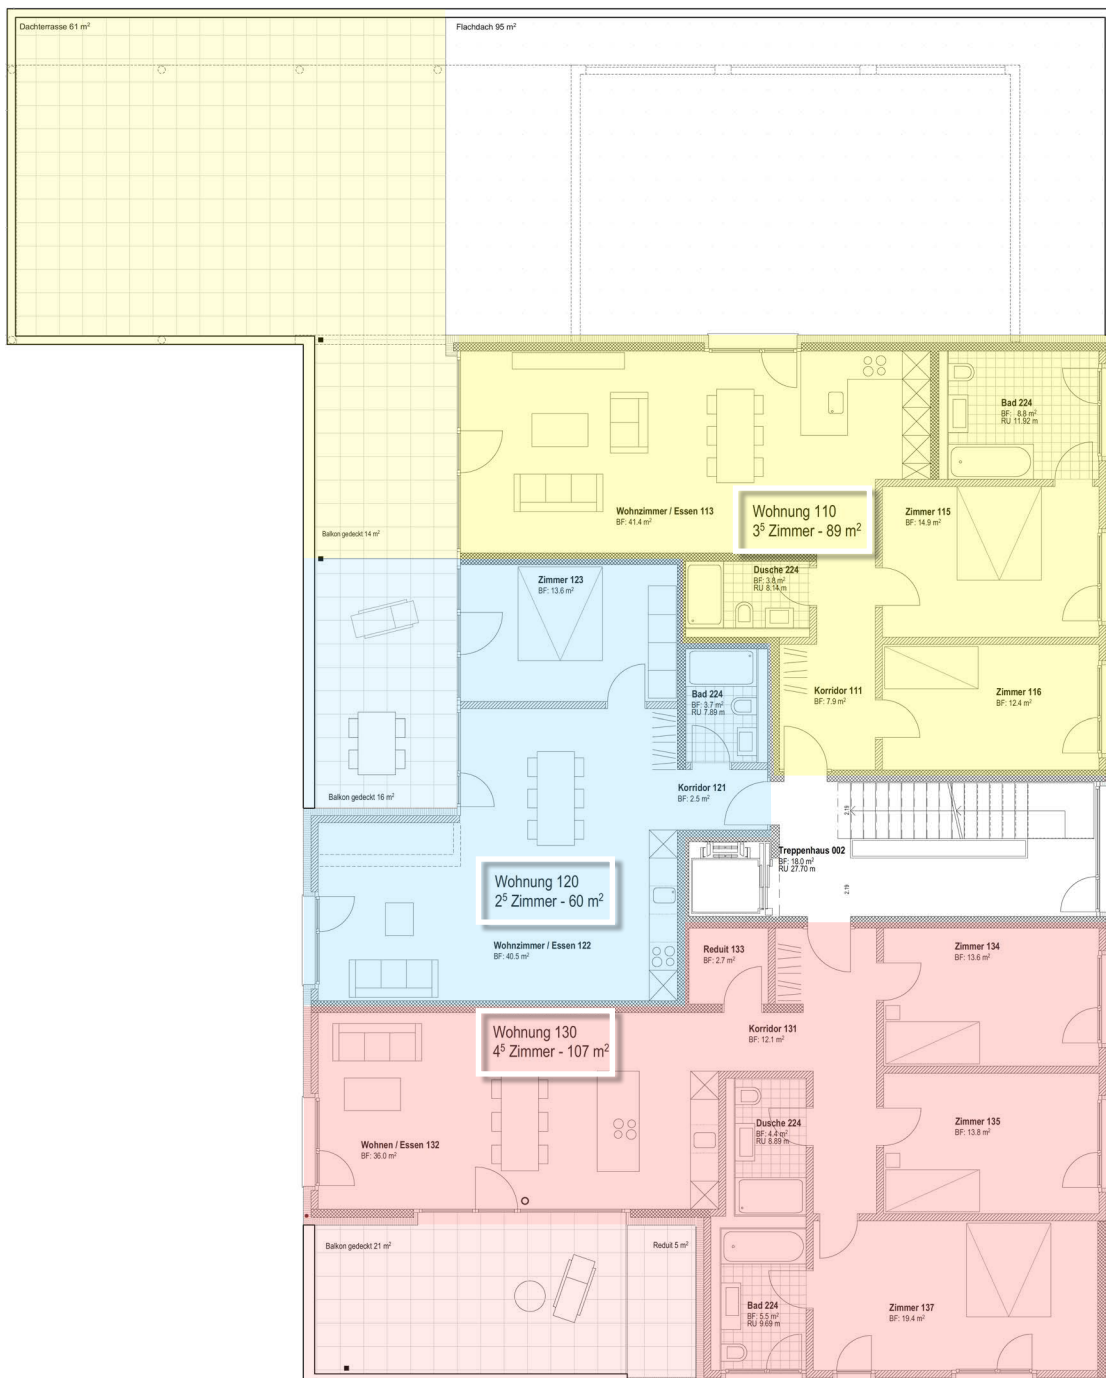 Dachterrasse 61 m²
Flachdach 95 m²
Bad 224
BF: 8.8 m²
RU 11.92 m
Wohnzimmer / Essen 113
BF: 41.4 m²
Wohnung 110
3⁵ Zimmer - 89 m²
Zimmer 115
BF: 14.9 m²
Balkon gedeckt 14 m²
Zimmer 123
BF: 13.6 m²
Dusche 224
BF: 3.8 m²
RU 8.14 m
Bad 224
BF: 3.7 m²
RU 7.89 m
Korridor 111
BF: 7.9 m²
Zimmer 116
BF: 12.4 m²
Balkon gedeckt 16 m²
Korridor 121
BF: 2.5 m²
2.19
Treppenhaus 002
BF: 18.0 m²
RU 27.70 m
2.19
Wohnung 120
2⁵ Zimmer - 60 m²
Wohnzimmer / Essen 122
BF: 40.5 m²
Reduit 133
BF: 2.7 m²
Zimmer 134
BF: 13.6 m²
Wohnung 130
4⁵ Zimmer - 107 m²
Korridor 131
BF: 12.1 m²
Wohnen / Essen 132
BF: 36.0 m²
Dusche 224
BF: 4.4 m²
RU 8.89 m
Zimmer 135
BF: 13.8 m²
Balkon gedeckt 21 m²
Reduit 5 m²
Bad 224
BF: 5.5 m²
RU 9.69 m
Zimmer 137
BF: 19.4 m²